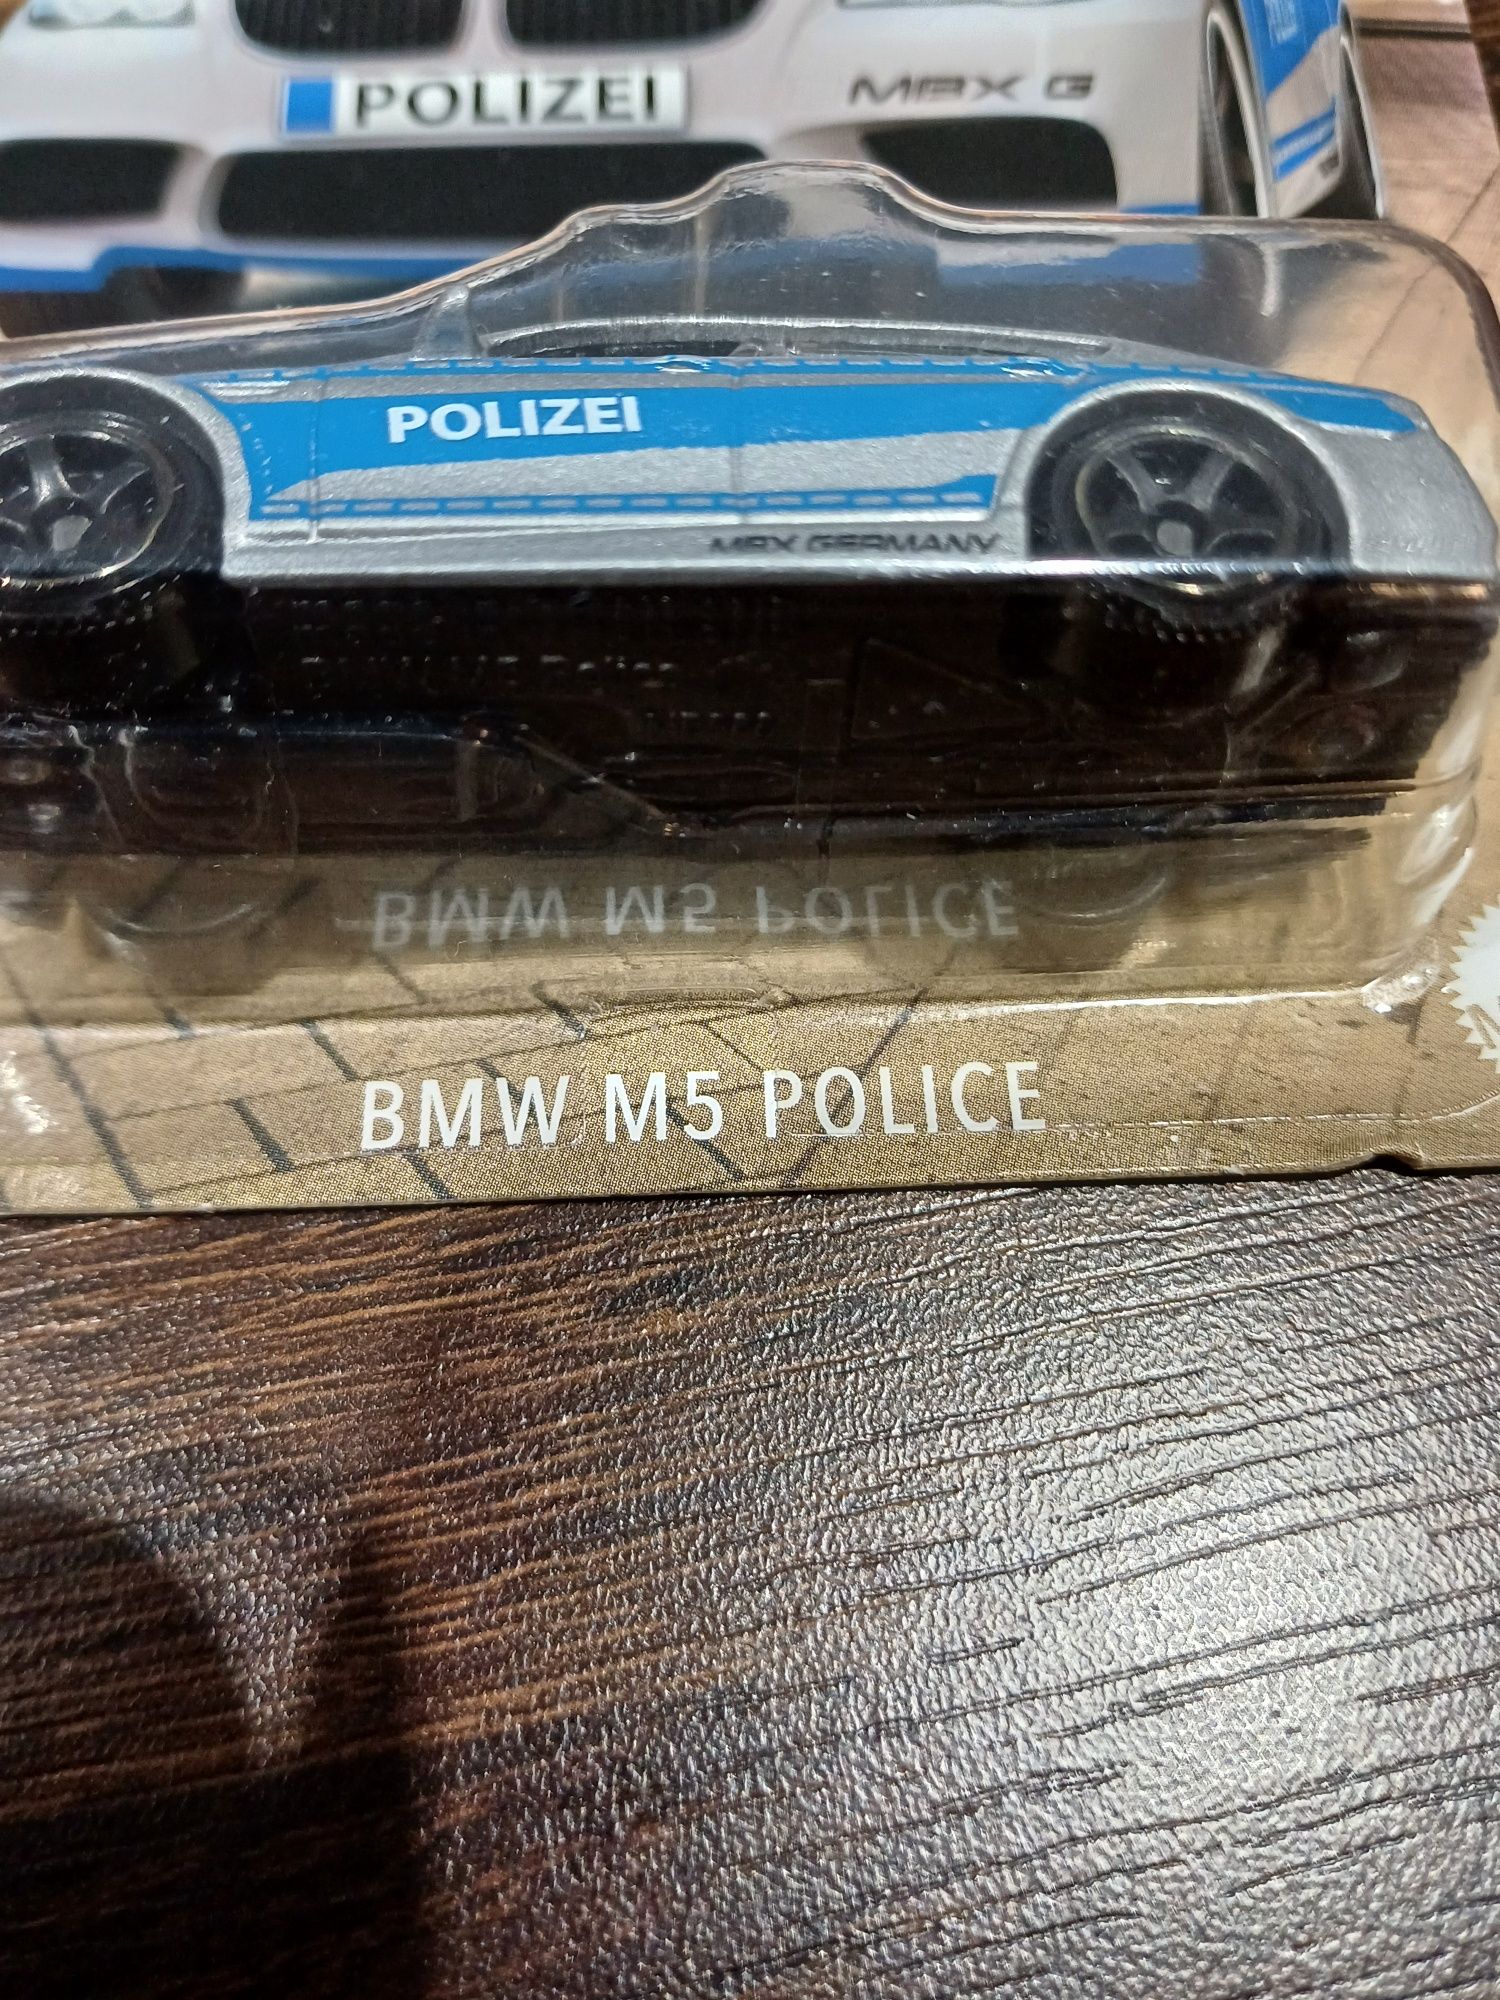 POLIZEI
MBX G
POLIZEI
MBX GERMANY
BMW M5 POLICE
BMW M5 POLICE